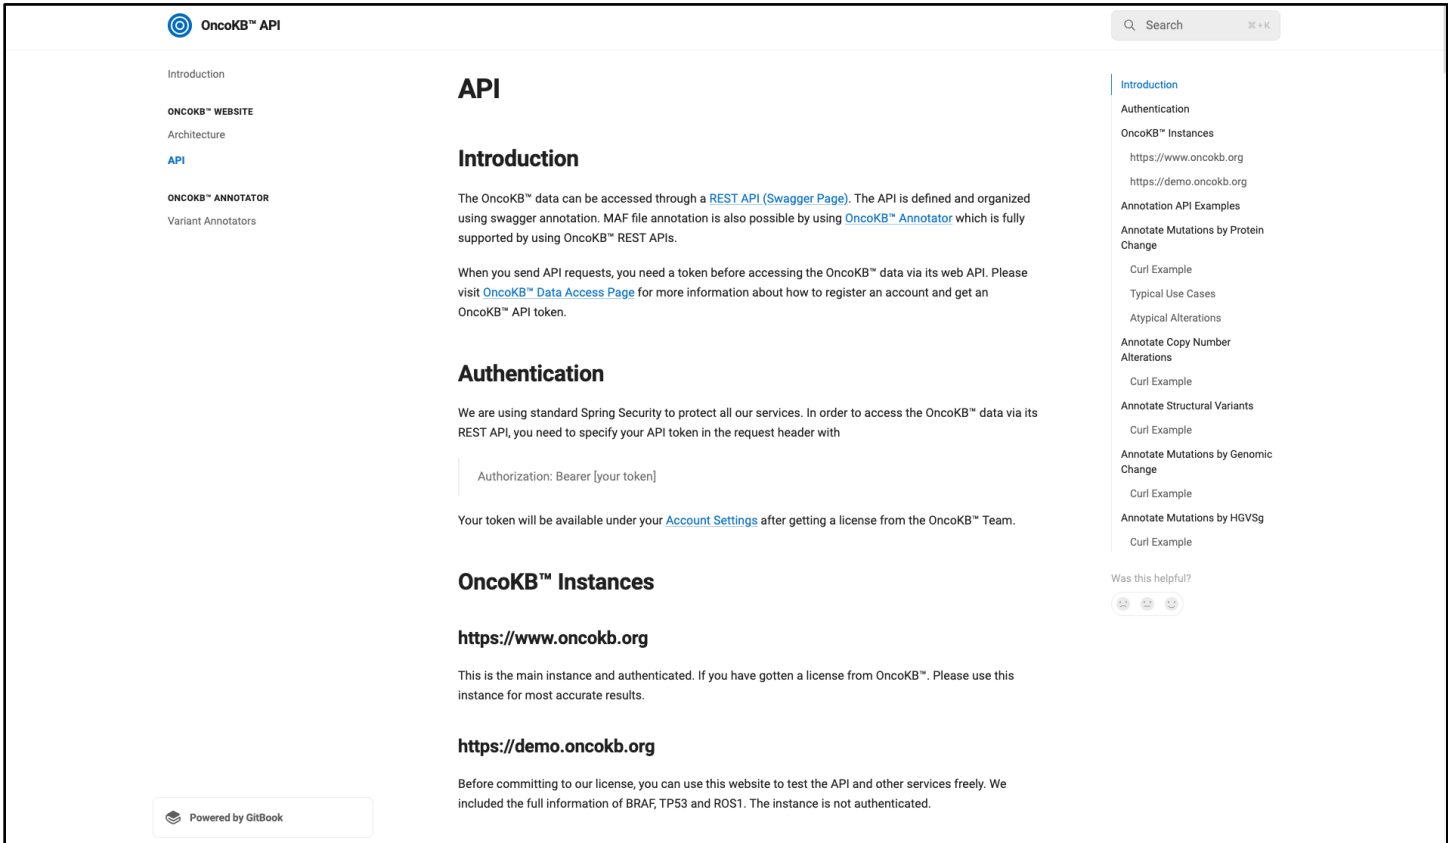 OncoKB™ API
Search
⌘+K
Introduction
ONCOKB™ WEBSITE
Architecture
API
ONCOKB™ ANNOTATOR
Variant Annotators
Powered by GitBook
API
Introduction
The OncoKB™ data can be accessed through a REST API (Swagger Page). The API is defined and organized
using swagger annotation. MAF file annotation is also possible by using OncoKB™ Annotator which is fully
supported by using OncoKB™ REST APIs.
When you send API requests, you need a token before accessing the OncoKB™ data via its web API. Please
visit OncoKB™ Data Access Page for more information about how to register an account and get an
OncoKB™ API token.
Authentication
We are using standard Spring Security to protect all our services. In order to access the OncoKB™ data via its
REST API, you need to specify your API token in the request header with
Authorization: Bearer [your token]
Your token will be available under your Account Settings after getting a license from the OncoKB™ Team.
OncoKB™ Instances
https://www.oncokb.org
This is the main instance and authenticated. If you have gotten a license from OncoKB™. Please use this
instance for most accurate results.
https://demo.oncokb.org
Before committing to our license, you can use this website to test the API and other services freely. We
included the full information of BRAF, TP53 and ROS1. The instance is not authenticated.
Introduction
Authentication
OncoKB™ Instances
https://www.oncokb.org
https://demo.oncokb.org
Annotation API Examples
Annotate Mutations by Protein
Change
Curl Example
Typical Use Cases
Atypical Alterations
Annotate Copy Number
Alterations
Curl Example
Annotate Structural Variants
Curl Example
Annotate Mutations by Genomic
Change
Curl Example
Annotate Mutations by HGVSg
Curl Example
Was this helpful?